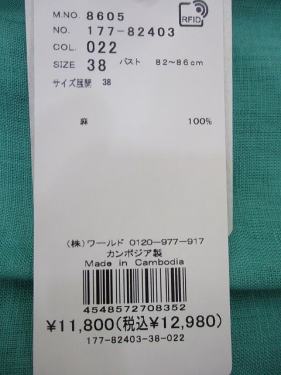 M.NO. 8605
RFID
NO. 177-82403
COL. 022
SIZE 38 バスト 82~86cm
サイズ展開 38
麻 100%
(株)ワールド 0120-977-917
カンボジア製
Made in Cambodia
4548572708352
¥11,800(税込¥12,980)
177-82403-38-022